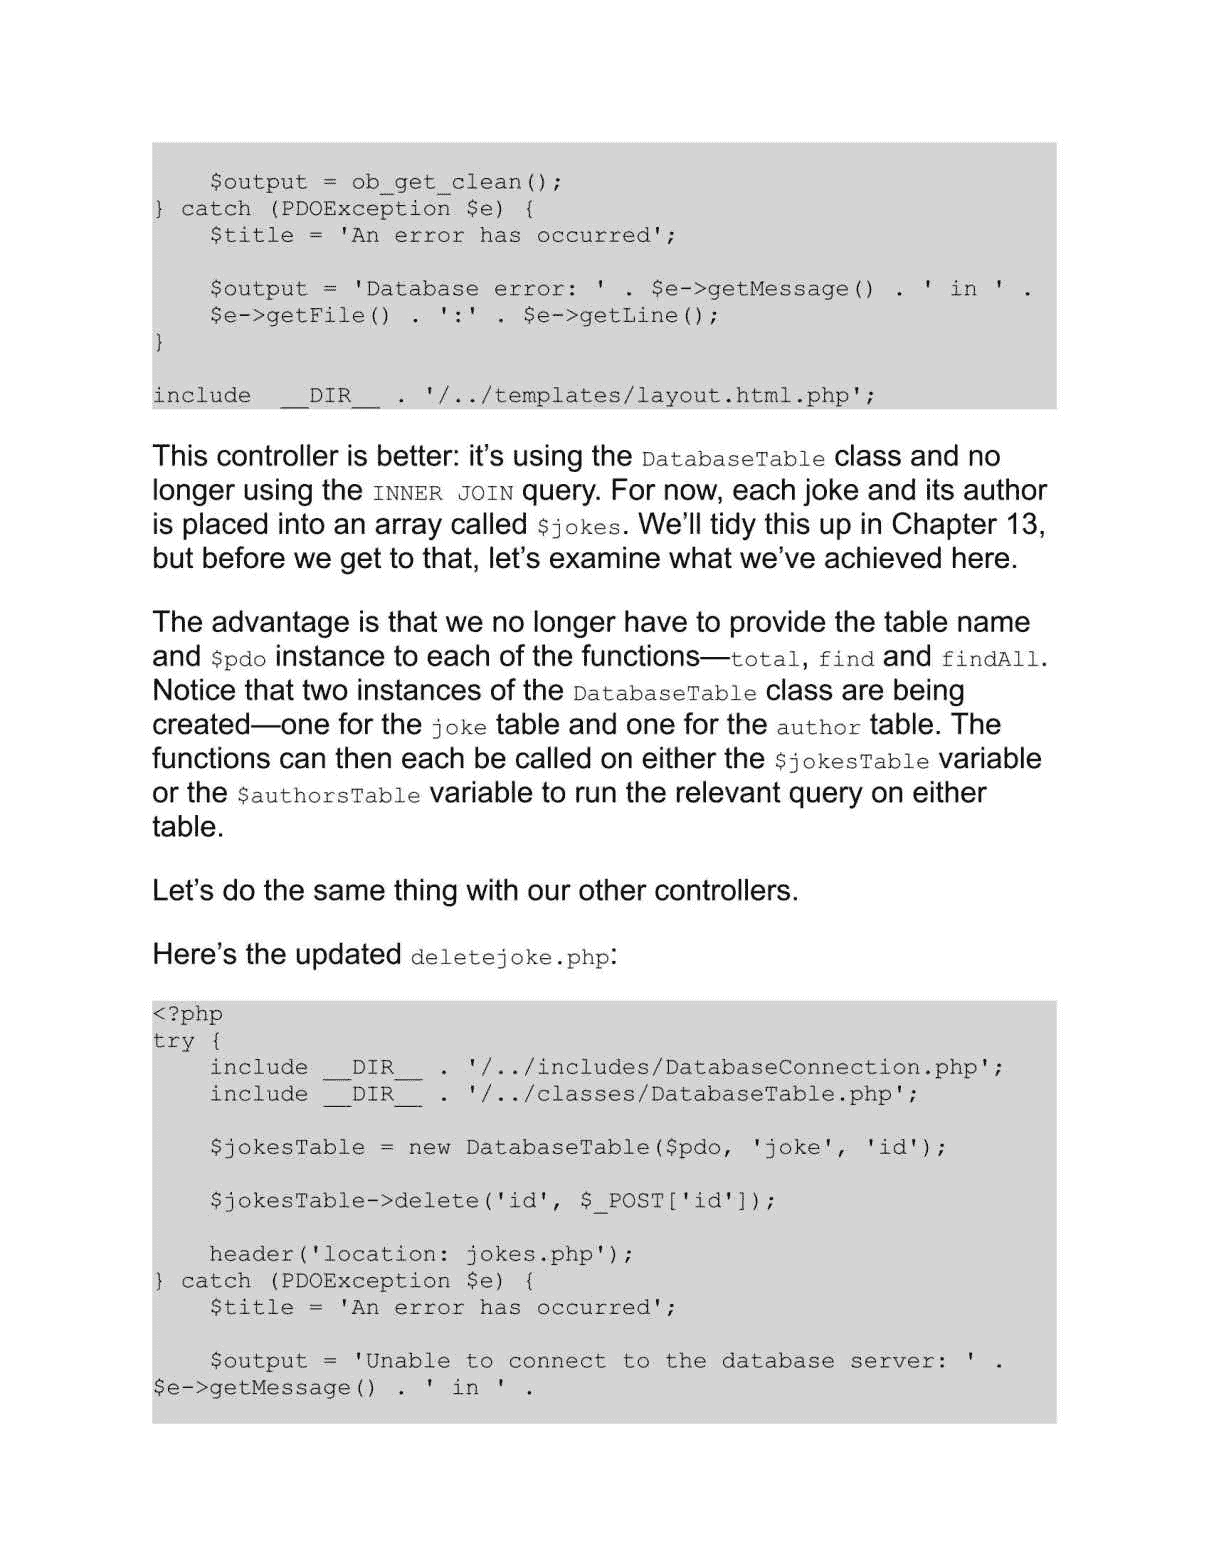 $output = ob_get_clean();
} catch (PDOException $e) {
    $title = 'An error has occurred';

    $output = 'Database error: ' . $e->getMessage() . ' in ' .
    $e->getFile() . ':' . $e->getLine();
}

include  __DIR__ . '/../templates/layout.html.php';

This controller is better: it’s using the DatabaseTable class and no
longer using the INNER JOIN query. For now, each joke and its author
is placed into an array called $jokes. We’ll tidy this up in Chapter 13,
but before we get to that, let’s examine what we’ve achieved here.

The advantage is that we no longer have to provide the table name
and $pdo instance to each of the functions—total, find and findAll.
Notice that two instances of the DatabaseTable class are being
created—one for the joke table and one for the author table. The
functions can then each be called on either the $jokesTable variable
or the $authorsTable variable to run the relevant query on either
table.

Let’s do the same thing with our other controllers.

Here’s the updated deletejoke.php:

<?php
try {
    include __DIR__ . '/../includes/DatabaseConnection.php';
    include __DIR__ . '/../classes/DatabaseTable.php';

    $jokesTable = new DatabaseTable($pdo, 'joke', 'id');

    $jokesTable->delete('id', $_POST['id']);

    header('location: jokes.php');
} catch (PDOException $e) {
    $title = 'An error has occurred';

    $output = 'Unable to connect to the database server: ' .
$e->getMessage() . ' in ' .